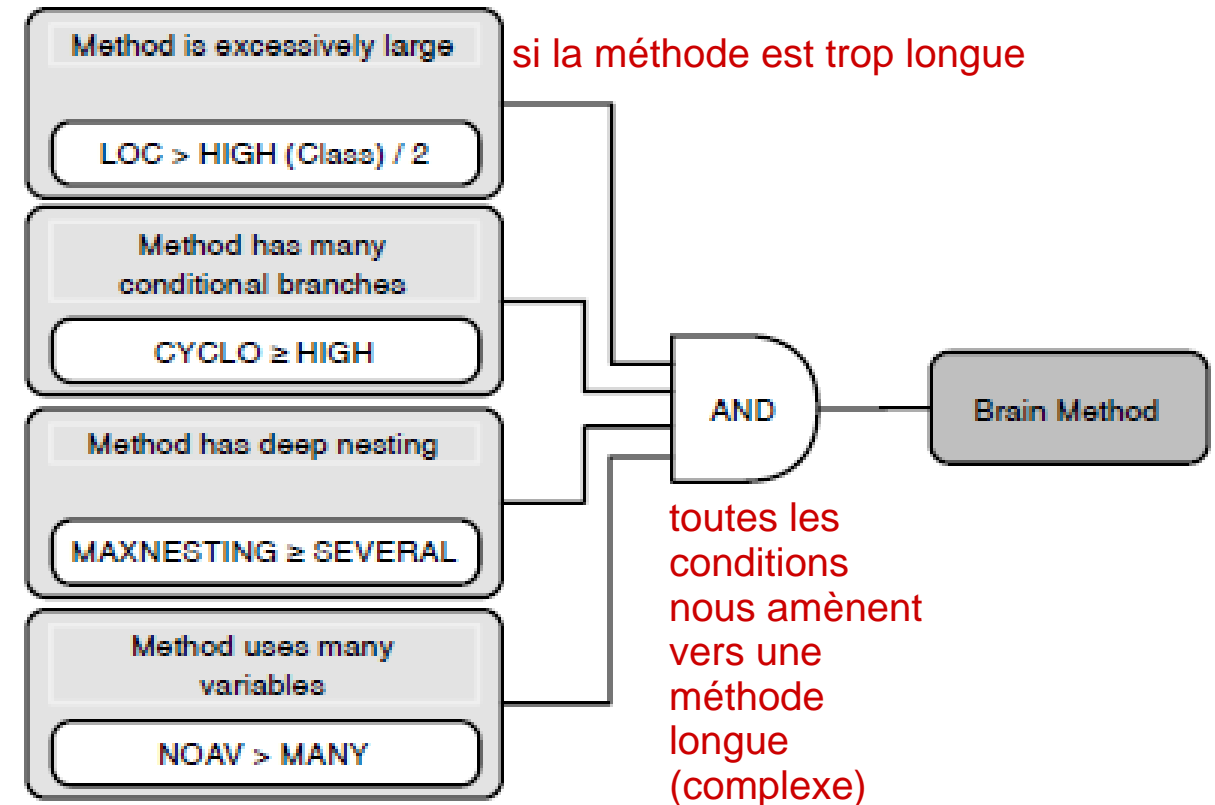 Method is excessively large
si la méthode est trop longue
LOC > HIGH (Class) / 2
Method has many
conditional branches
CYCLO ≥ HIGH
Method has deep nesting
MAXNESTING ≥ SEVERAL
Method uses many
variables
NOAV > MANY
AND
Brain Method
toutes les
conditions
nous amènent
vers une
méthode
longue
(complexe)